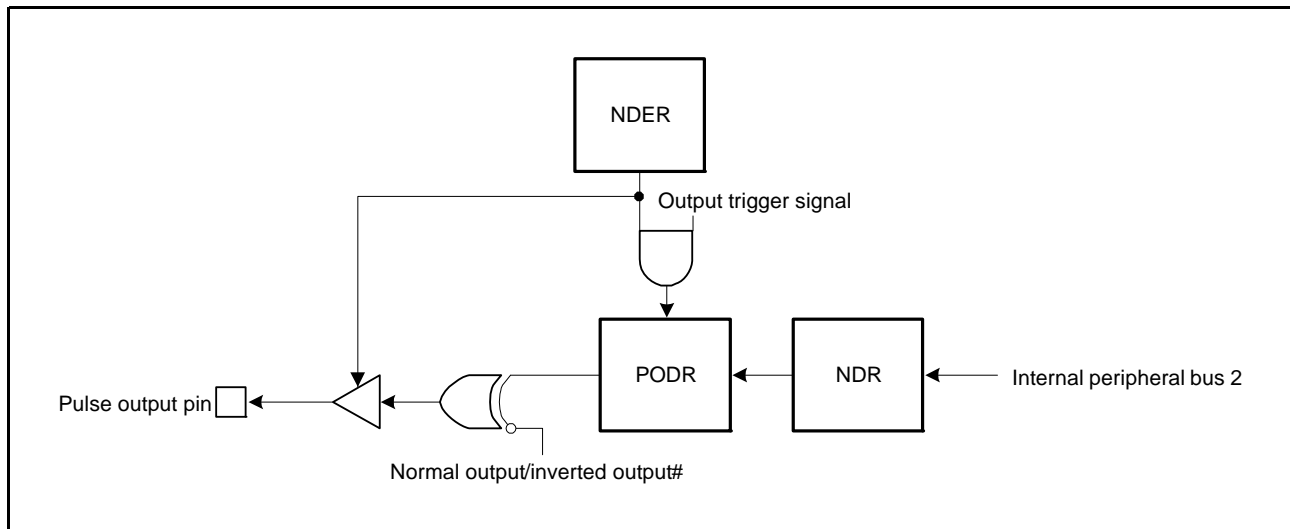 NDER
Output trigger signal
PODR
NDR
Internal peripheral bus 2
Pulse output pin
Normal output/inverted output#